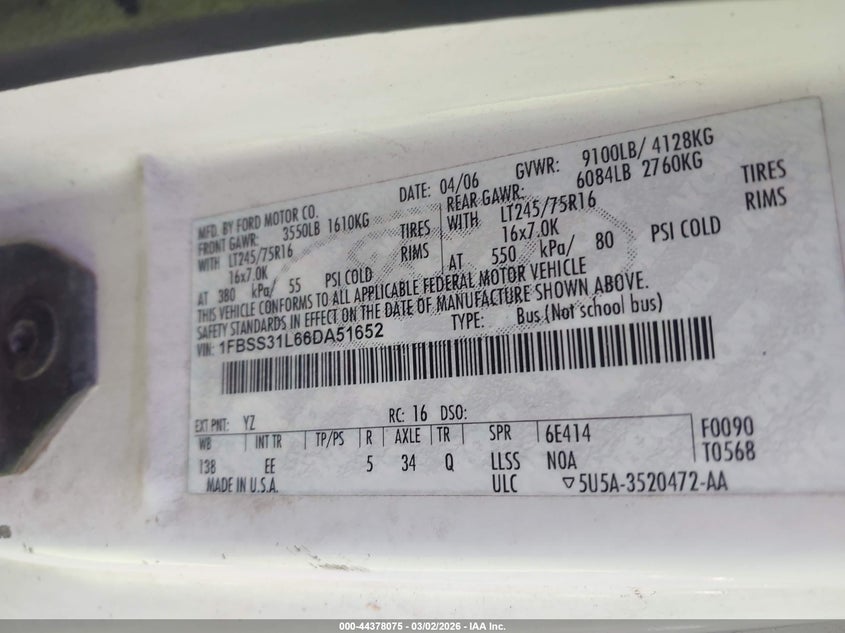 MFD. BY FORD MOTOR CO.
DATE: 04/06 GVWR: 9100LB/ 4128KG
FRONT GAWR: 3550LB 1610KG
REAR GAWR: 6084LB 2760KG
WITH LT245/75R16 TIRES
WITH LT245/75R16 TIRES
16x7.0K RIMS
16x7.0K RIMS
AT 380 kPa/ 55 PSI COLD
AT 550 kPa/ 80 PSI COLD
THIS VEHICLE CONFORMS TO ALL APPLICABLE FEDERAL MOTOR VEHICLE
SAFETY STANDARDS IN EFFECT ON THE DATE OF MANUFACTURE SHOWN ABOVE.
VIN: 1FBSS31L66DA51652 TYPE: Bus (Not school bus)
EXT PNT: YZ RC: 16 DSO:
WB INT TR TP/PS R AXLE TR SPR 6E414 F0090
138 EE 5 34 Q LLSS NOA T0568
MADE IN U.S.A. ULC ▽5U5A-3520472-AA
000-44378075 - 03/02/2026 - IAA Inc.